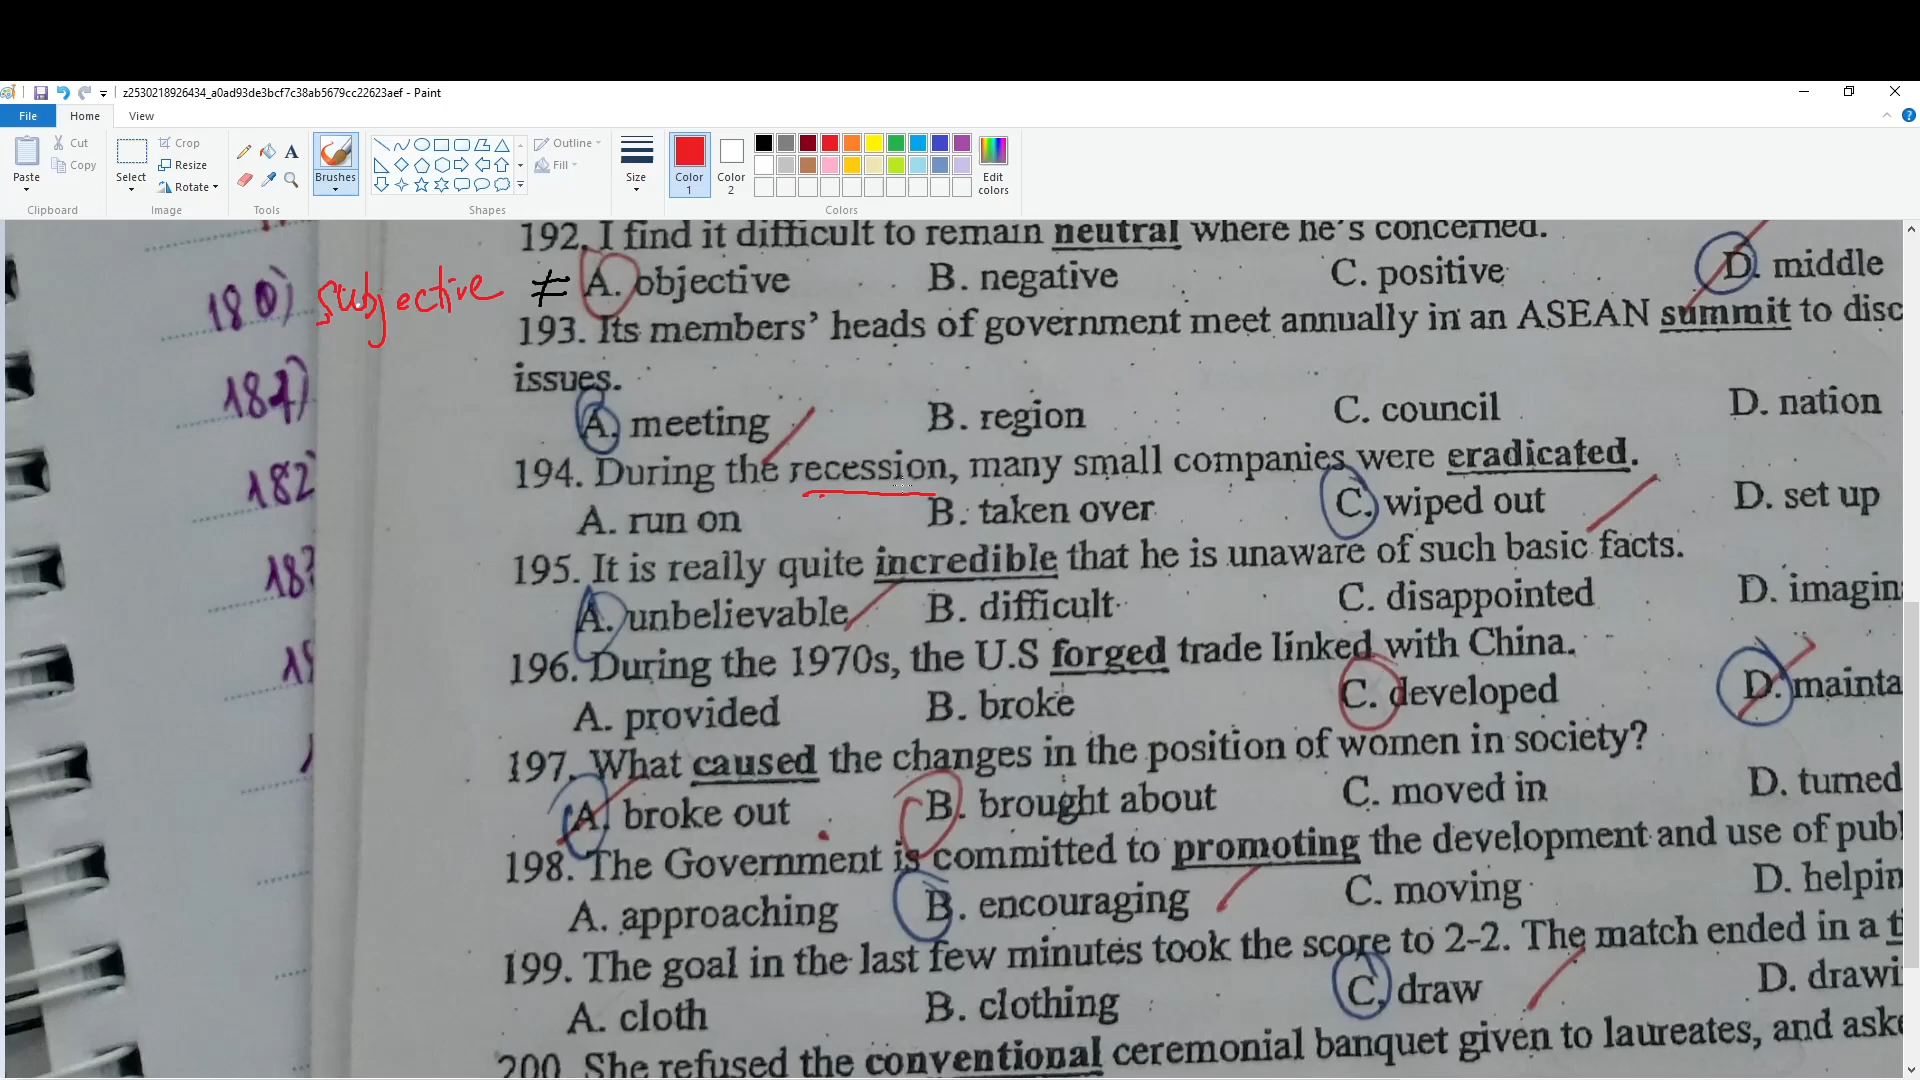 z2530218926434_a0ad93de3bcf7c38ab5679cc22623aef - Paint
File Home View
Paste Cut Copy Select Crop Resize Rotate Brushes Outline Fill Size Color 1 Color 2 Edit colors
Clipboard Image Tools Shapes Colors
192. I find it difficult to remain neutral where he's concerned.
180) subjective ≠ A. objective B. negative C. positive D. middle
193. Its members' heads of government meet annually in an ASEAN summit to disc
issues.
181)
A. meeting B. region C. council D. nation
194. During the recession, many small companies were eradicated.
182
A. run on B. taken over C. wiped out D. set up
195. It is really quite incredible that he is unaware of such basic facts.
A. unbelievable B. difficult C. disappointed D. imagin
196. During the 1970s, the U.S forged trade linked with China.
A. provided B. broke C. developed D. mainta
197. What caused the changes in the position of women in society?
A. broke out B. brought about C. moved in D. turned
198. The Government is committed to promoting the development and use of publ
A. approaching B. encouraging C. moving D. helpin
199. The goal in the last few minutes took the score to 2-2. The match ended in a
A. cloth B. clothing C. draw D. drawi
200. She refused the conventional ceremonial banquet given to laureates, and aske